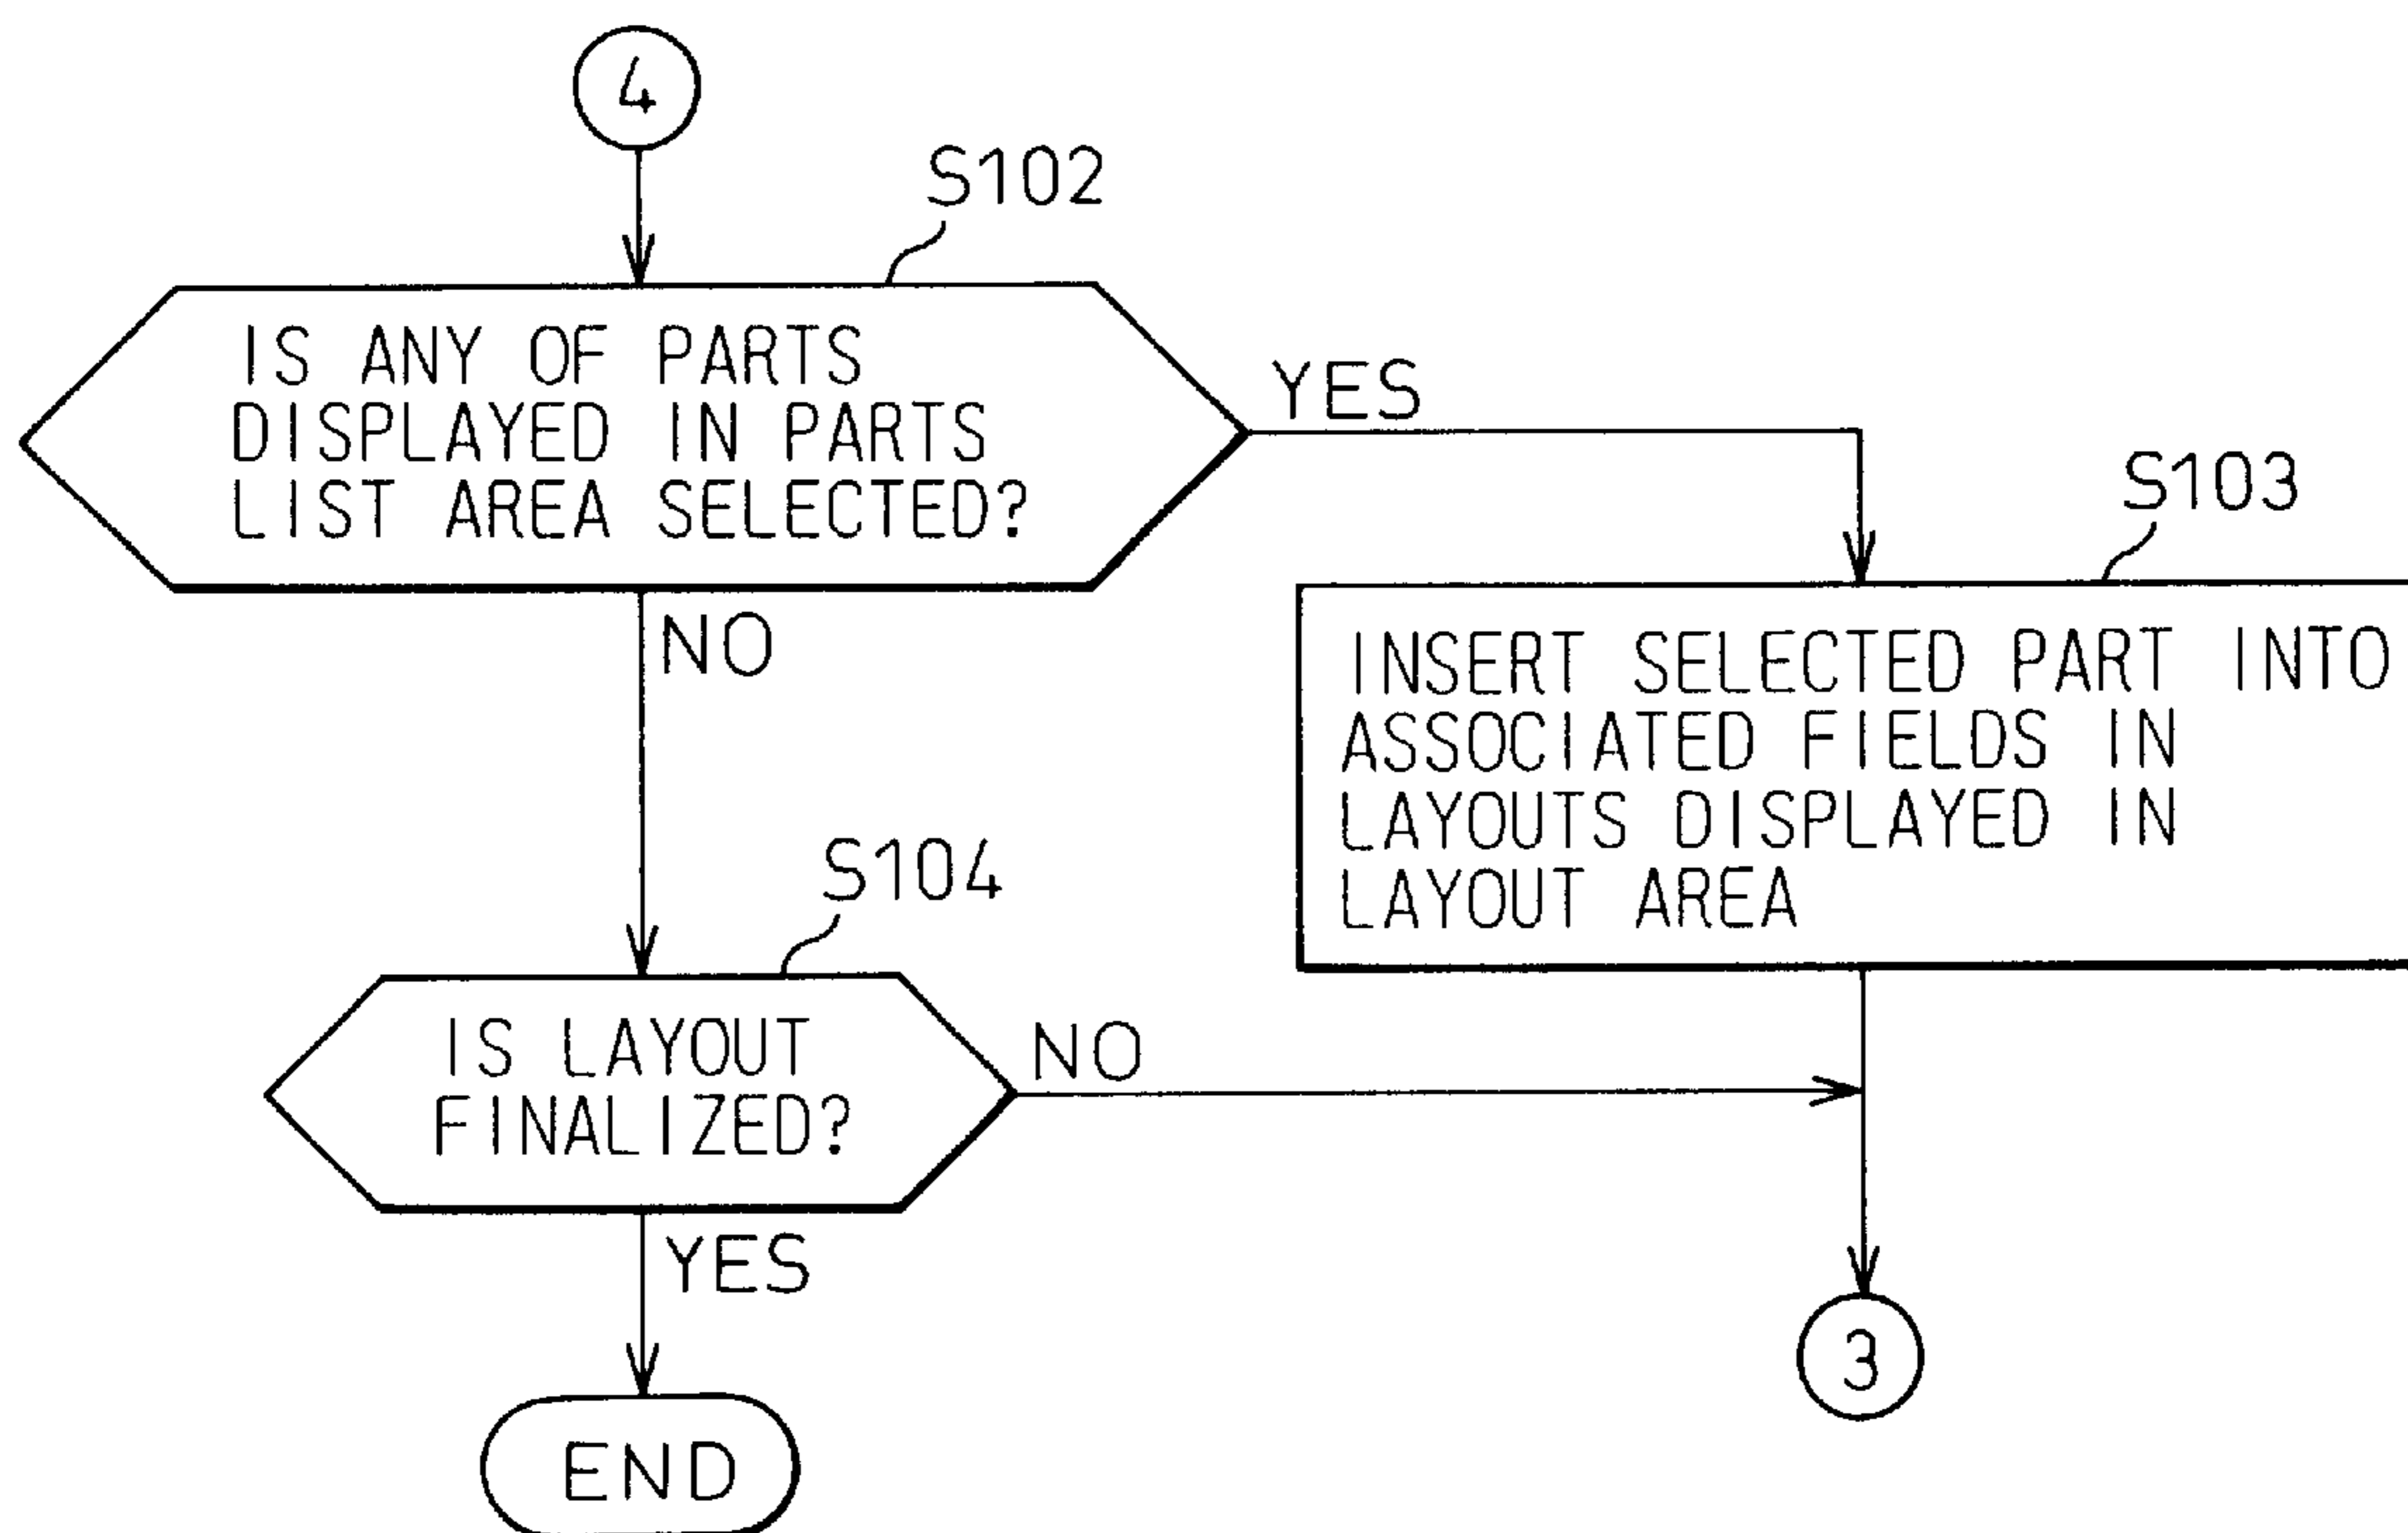 4
S102
IS ANY OF PARTS
DISPLAYED IN PARTS
LIST AREA SELECTED?
YES
NO
S103
INSERT SELECTED PART INTO
ASSOCIATED FIELDS IN
LAYOUTS DISPLAYED IN
LAYOUT AREA
S104
IS LAYOUT
FINALIZED?
NO
YES
3
END